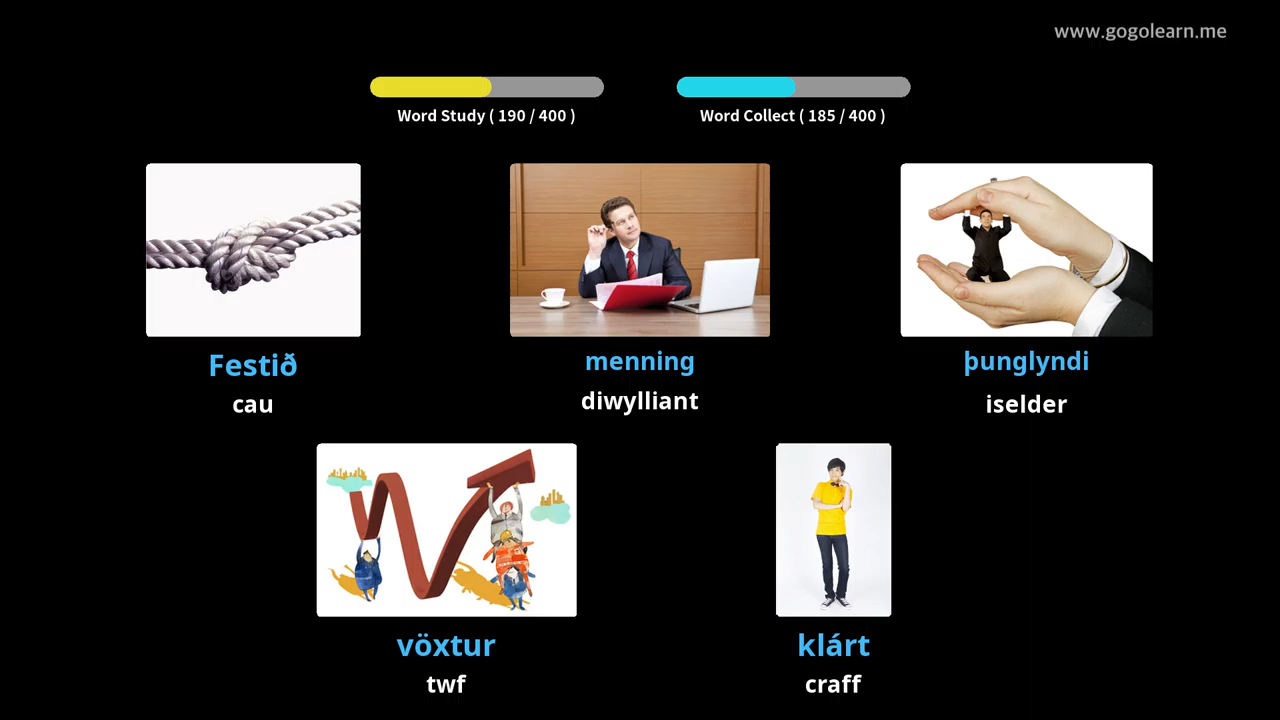 www.gogolearn.me
Word Study ( 190 / 400 )
Word Collect ( 185 / 400 )
Festið
cau
menning
diwylliant
þunglyndi
iselder
vöxtur
twf
klárt
craff